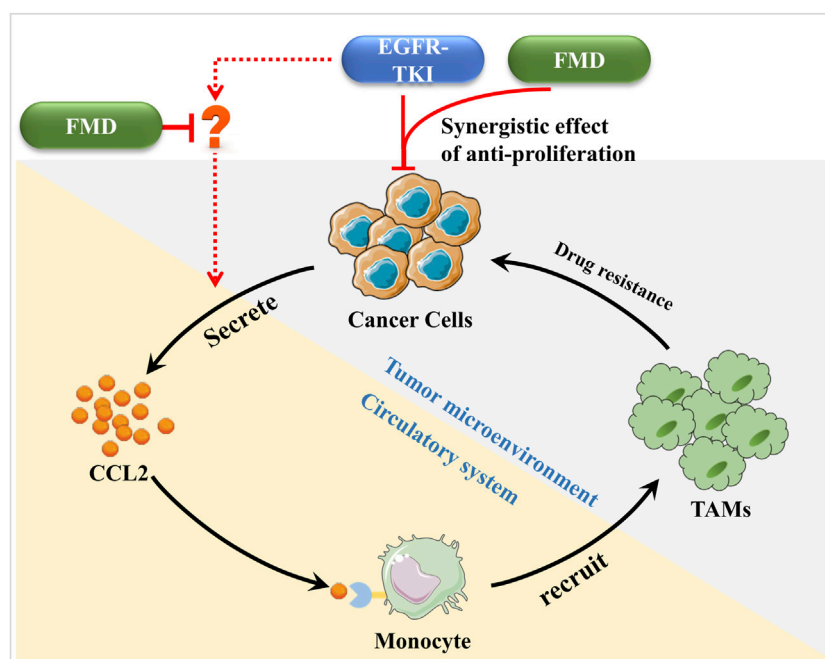 EGFR-
TKI
FMD
FMD
?
Synergistic effect
of anti-proliferation
Drug resistance
Secrete
Cancer Cells
Tumor microenvironment
Circulatory system
CCL2
TAMs
recruit
Monocyte